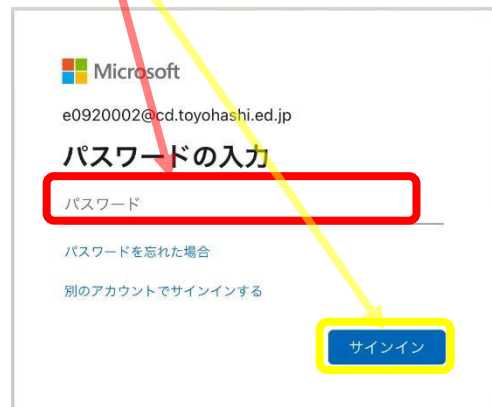 Microsoft
e0920002@cd.toyohashi.ed.jp
パスワードの入力
パスワード
パスワードを忘れた場合
別のアカウントでサインインする
サインイン